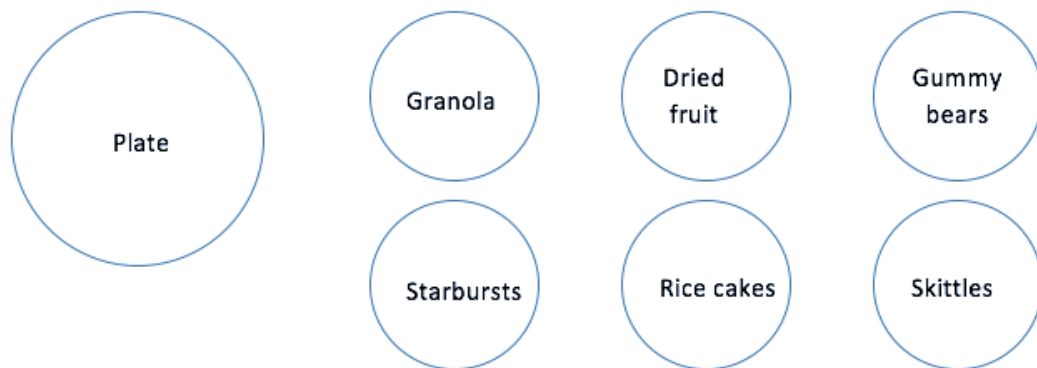 Plate
Granola
Dried
fruit
Gummy
bears
Starbursts
Rice cakes
Skittles